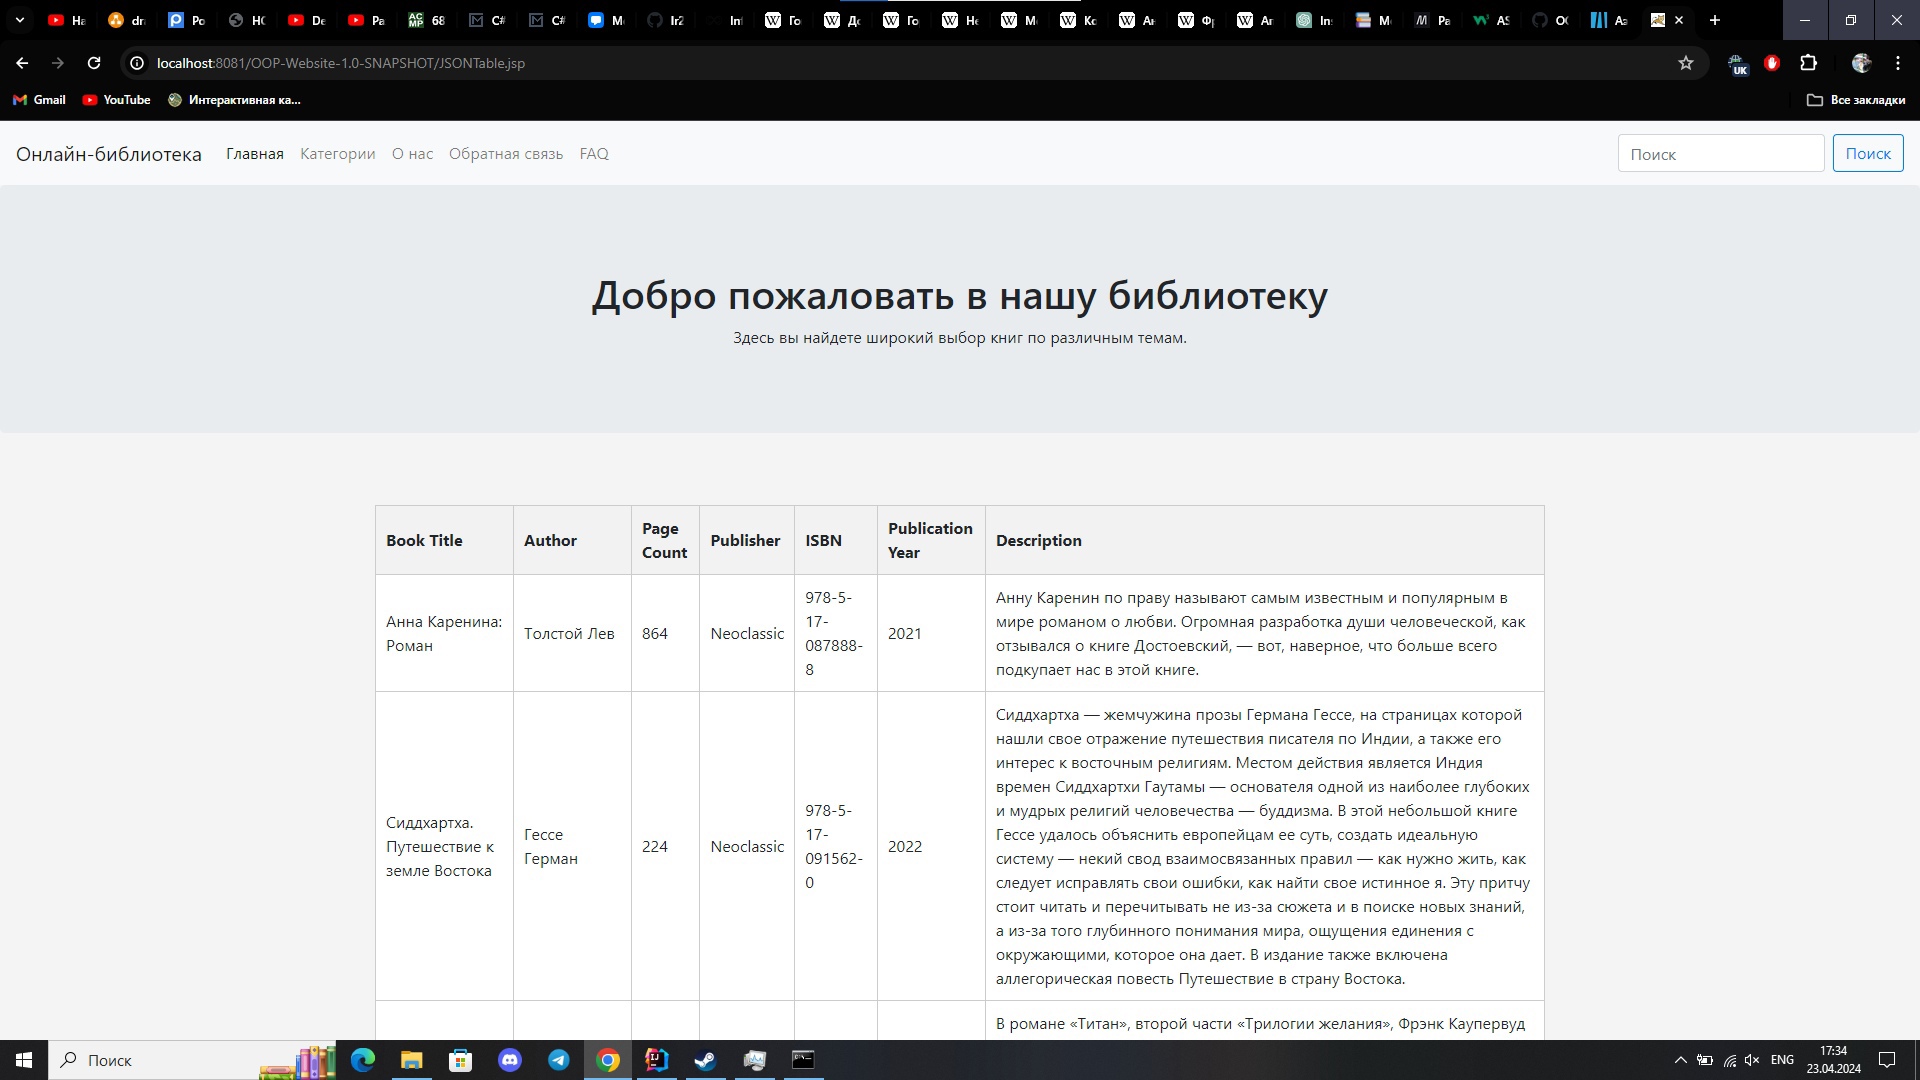 На
dr
Po
HC
De
Pa
68
C#
C#
М
Ir2
Int
Го
До
Го
Не
М
Ко
Ан
Фр
Ar
Ins
М
Ра
AS
OO
Aa
localhost:8081/OOP-Website-1.0-SNAPSHOT/JSONTable.jsp
UK
Gmail
YouTube
Интерактивная ка...
Все закладки
Онлайн-библиотека
Главная
Категории
О нас
Обратная связь
FAQ
Поиск
Поиск
Добро пожаловать в нашу библиотеку
Здесь вы найдете широкий выбор книг по различным темам.
Book Title
Author
Page
Count
Publisher
ISBN
Publication
Year
Description
Анна Каренина:
Роман
Толстой Лев
864
Neoclassic
978-5-
17-
087888-
8
2021
Анну Каренин по праву называют самым известным и популярным в
мире романом о любви. Огромная разработка души человеческой, как
отзывался о книге Достоевский, — вот, наверное, что больше всего
подкупает нас в этой книге.
Сиддхартха.
Путешествие к
земле Востока
Гессе
Герман
224
Neoclassic
978-5-
17-
091562-
0
2022
Сиддхартха — жемчужина прозы Германа Гессе, на страницах которой
нашли свое отражение путешествия писателя по Индии, а также его
интерес к восточным религиям. Местом действия является Индия
времен Сиддхартхи Гаутамы — основателя одной из наиболее глубоких
и мудрых религий человечества — буддизма. В этой небольшой книге
Гессе удалось объяснить европейцам ее суть, создать идеальную
систему — некий свод взаимосвязанных правил — как нужно жить, как
следует исправлять свои ошибки, как найти свое истинное я. Эту притчу
стоит читать и перечитывать не из-за сюжета и в поиске новых знаний,
а из-за того глубинного понимания мира, ощущения единения с
окружающими, которое она дает. В издание также включена
аллегорическая повесть Путешествие в страну Востока.
В романе «Титан», второй части «Трилогии желания», Фрэнк Каупервуд
Поиск
ENG
17:34
23.04.2024